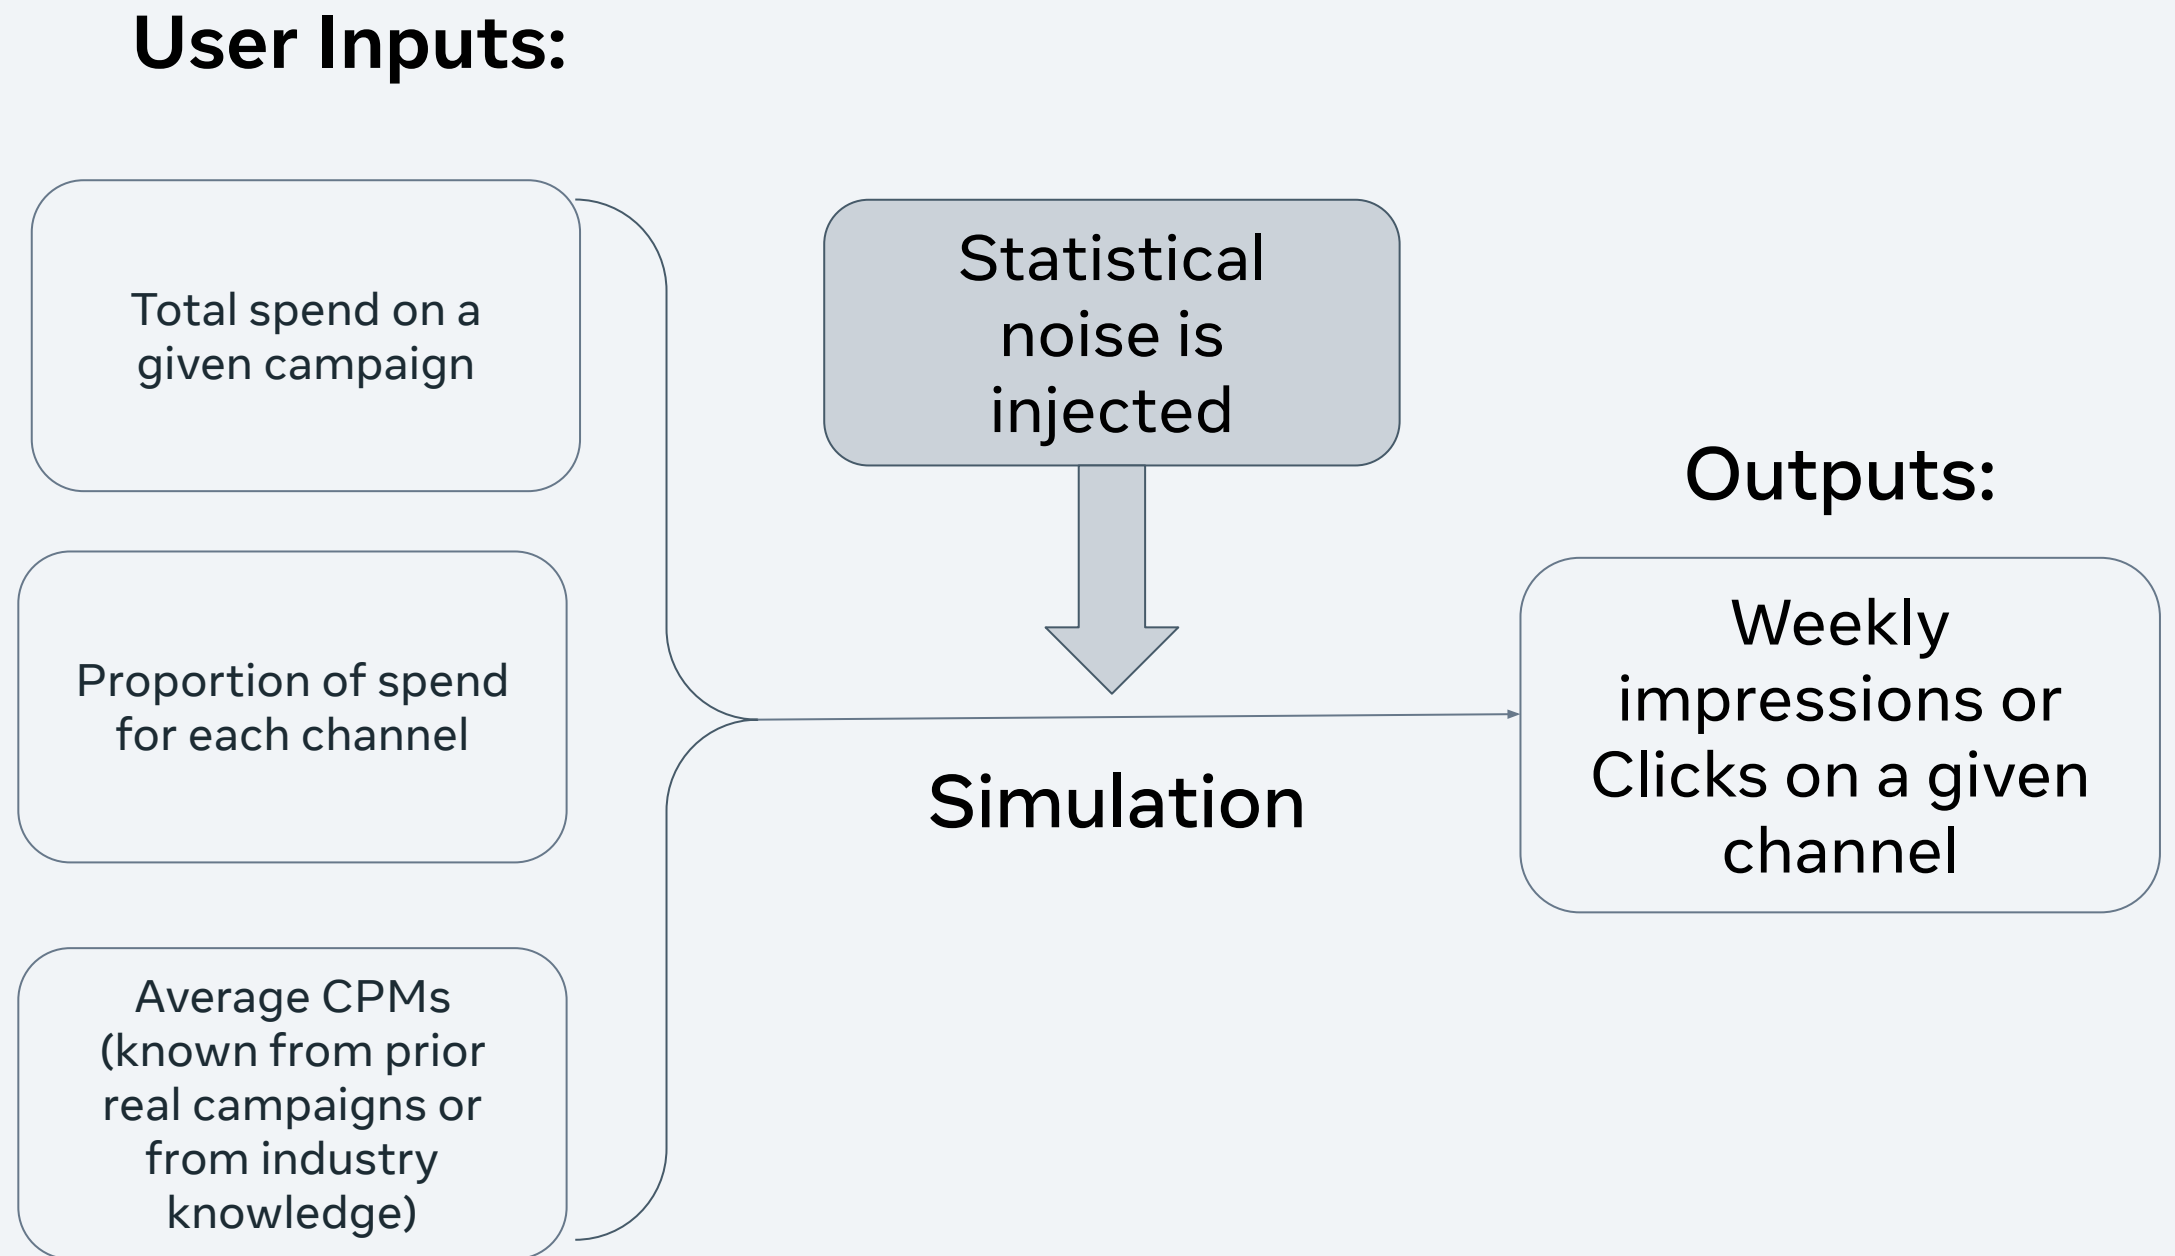 User Inputs:
Total spend on a
given campaign
Proportion of spend
for each channel
Average CPMs
(known from prior
real campaigns or
from industry
knowledge)
Statistical
noise is
injected
Simulation
Outputs:
Weekly
impressions or
Clicks on a given
channel